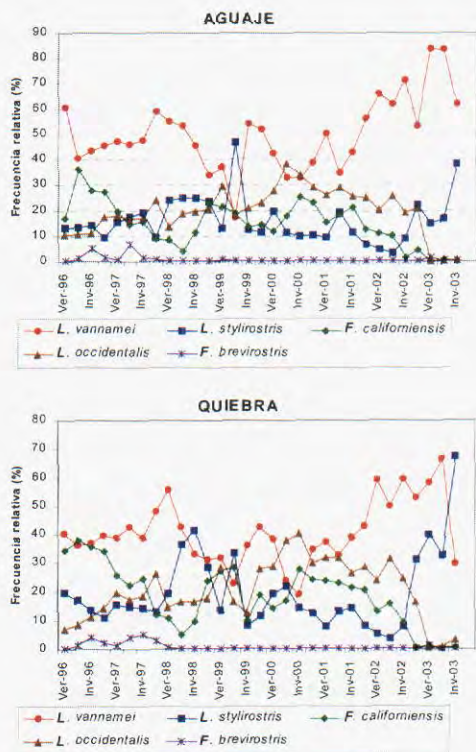 AGUAJE
Frecuencia relativa (%)
90
80
70
60
50
40
30
20
10
0
Ver-96
Inv-96
Ver-97
Inv-97
Ver-98
Inv-98
Ver-99
Inv-99
Ver-00
Inv-00
Ver-01
Inv-01
Ver-02
Inv-02
Ver-03
Inv-03
L. vannamei L. stylirostris F. californiensis
L. occidentalis F. brevirostris
QUIEBRA
Frecuencia relativa (%)
80
70
60
50
40
30
20
10
0
Ver-96
Inv-96
Ver-97
Inv-97
Ver-98
Inv-98
Ver-99
Inv-99
Ver-00
Inv-00
Ver-01
Inv-01
Ver-02
Inv-02
Ver-03
Inv-03
L. vannamei L. stylirostris F. californiensis
L. occidentalis F. brevirostris